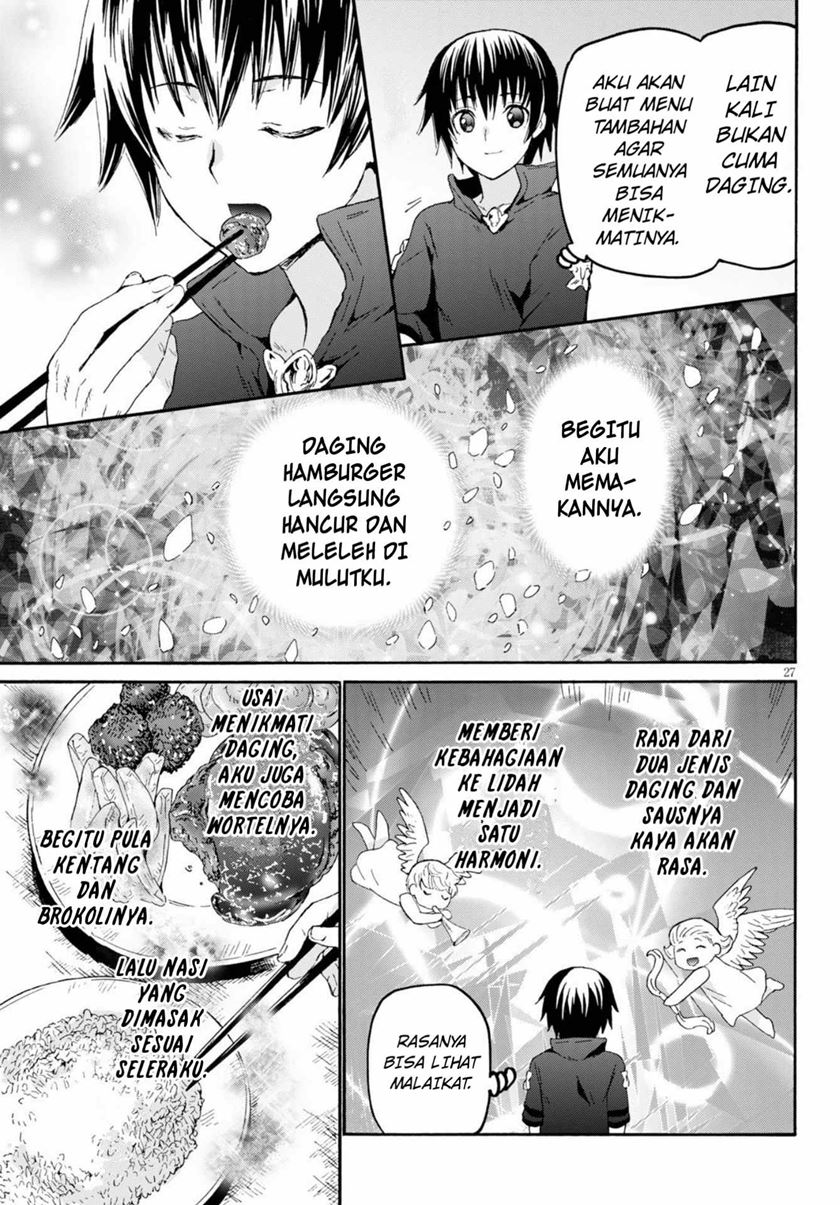 LAIN
KALI
BUKAN
CUMA
DAGING.
AKU AKAN
BUAT MENU
TAMBAHAN
AGAR
SEMUANYA
BISA
MENIK-
MATINYA.
BEGITU
AKU
MEMA-
KANNYA.
DAGING
HAMBURGER
LANGSUNG
HANCUR DAN
MELELEH DI
MULUTKU.
27
RASA DARI
DUA JENIS
DAGING DAN
SAUSNYA
KAYA AKAN
RASA.
MEMBERI
KEBAHAGIAAN
KE LIDAH
MENJADI
SATU
HARMONI.
RASANYA
BISA LIHAT
MALAIKAT.
USAI
MENIKMATI
DAGING,
AKU JUGA
MENCOBA
WORTELNYA.
BEGITU PULA
KENTANG
DAN
BROKOLINYA.
LALU NASI
YANG
DIMASAK
SESUAI
SELERAKU.